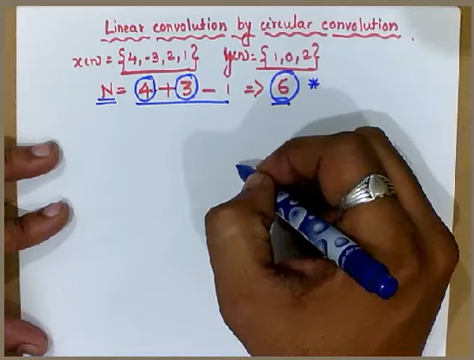 Linear convolution by circular convolution.
x(n) = {4, -3, 2, 1} y(n) = {1, 0, 2}
N = 4 + 3 - 1 => 6 *